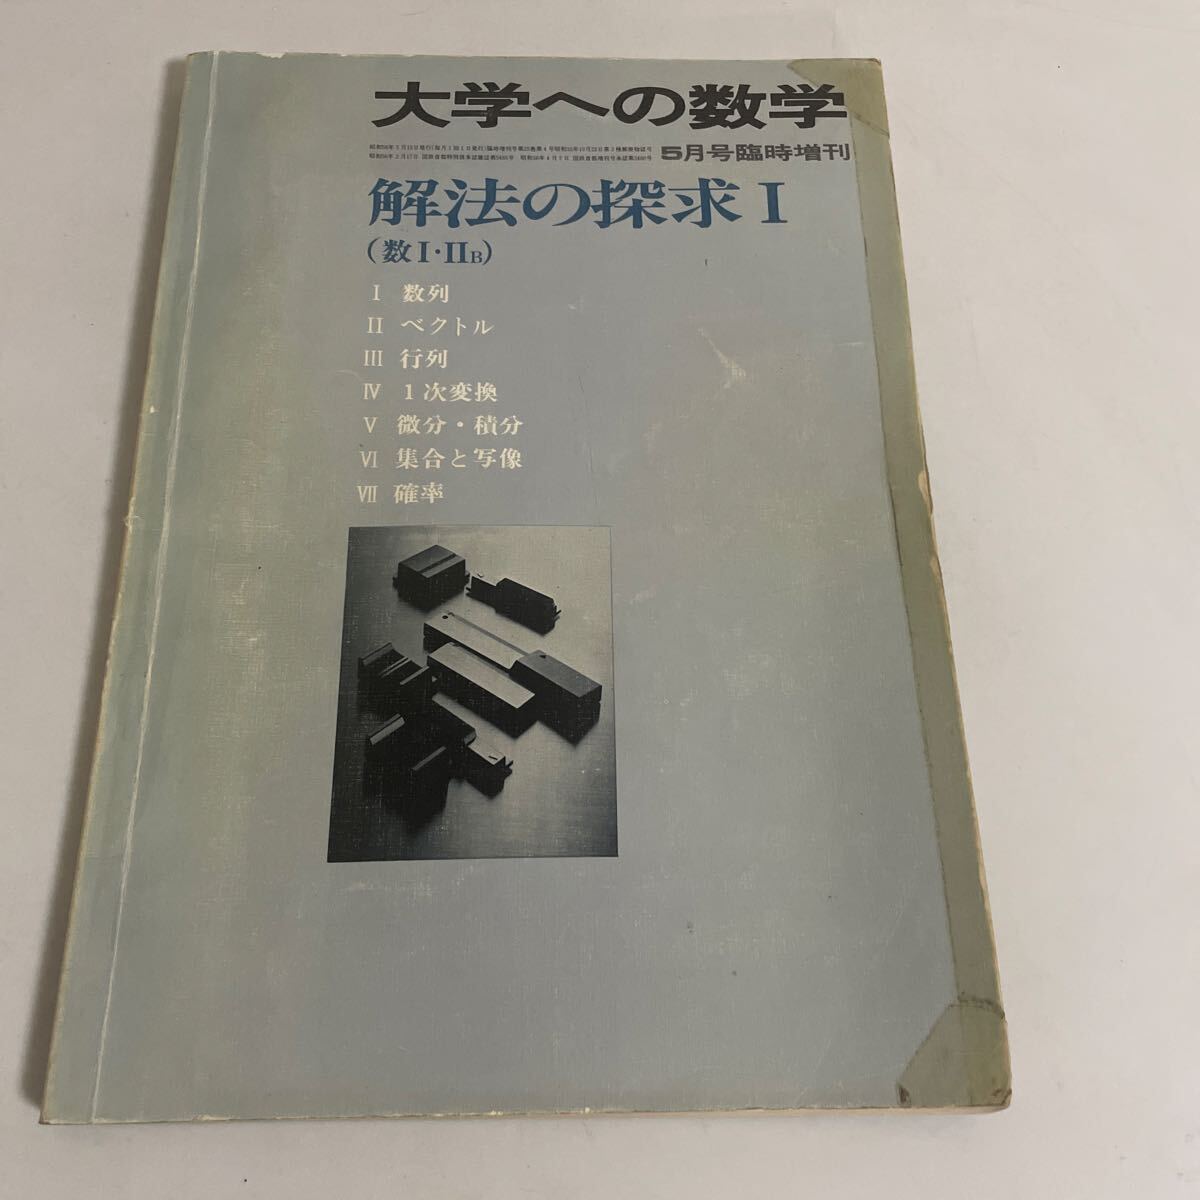 大学への数学
5月号臨時増刊
解法の探求 I
(数I・IIB)
I 数列
II ベクトル
III 行列
IV 1次変換
V 微分・積分
VI 集合と写像
VII 確率